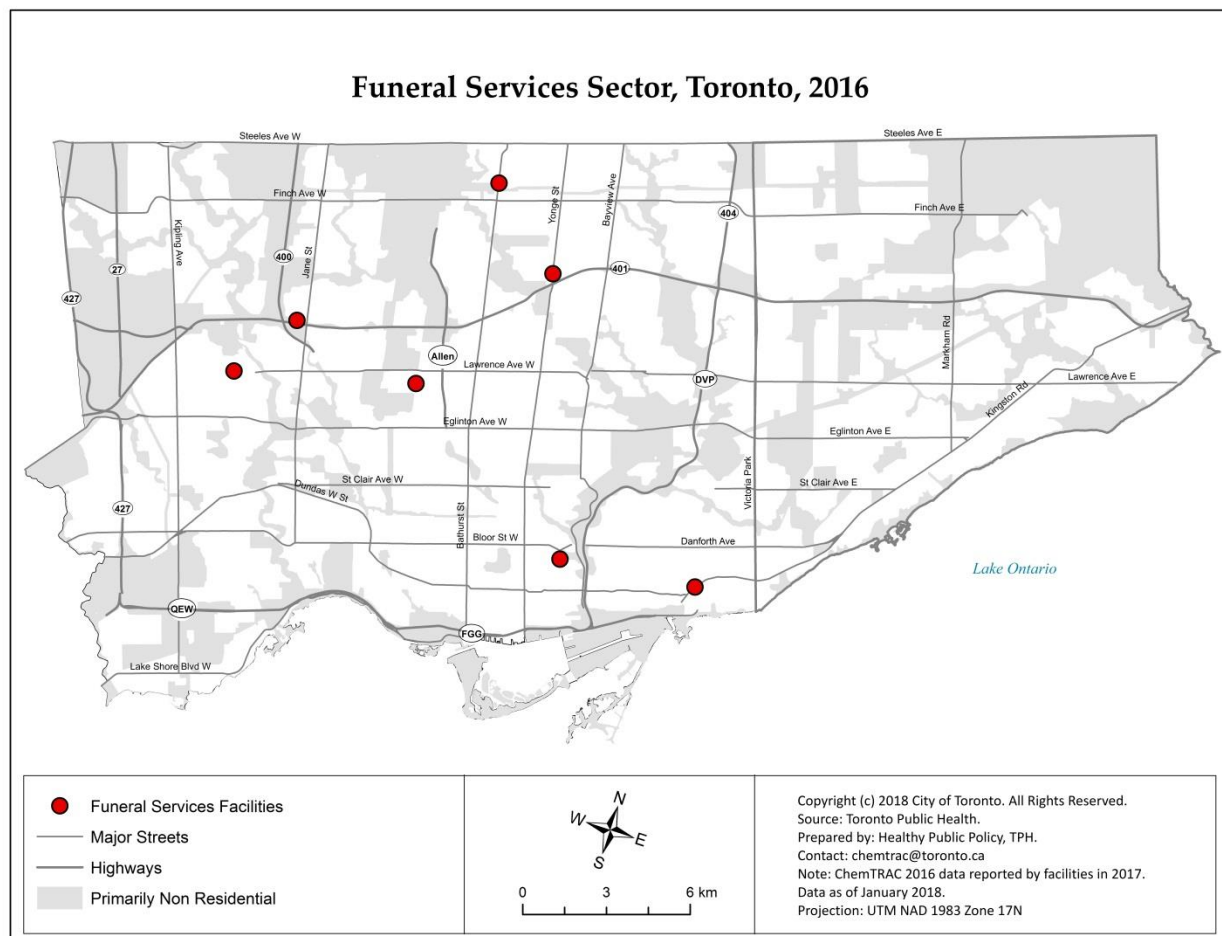 Funeral Services Sector, Toronto, 2016
Steeles Ave W
Steeles Ave E
Finch Ave W
Finch Ave E
Kipling Ave
Jane St
Yonge St
Bayview Ave
404
27
400
401
427
Allen
Lawrence Ave W
DVP
Markham Rd
Lawrence Ave E
Kingston Rd
Eglinton Ave W
Eglinton Ave E
St Clair Ave W
St Clair Ave E
Dundas W St
427
Bathurst St
Victoria Park
Bloor St W
Danforth Ave
Lake Ontario
QEW
FGG
Lake Shore Blvd W
Funeral Services Facilities
Major Streets
Highways
Primarily Non Residential
N
W
E
S
0 3 6 km
Copyright (c) 2018 City of Toronto. All Rights Reserved.
Source: Toronto Public Health.
Prepared by: Healthy Public Policy, TPH.
Contact: chemtrac@toronto.ca
Note: ChemTRAC 2016 data reported by facilities in 2017.
Data as of January 2018.
Projection: UTM NAD 1983 Zone 17N